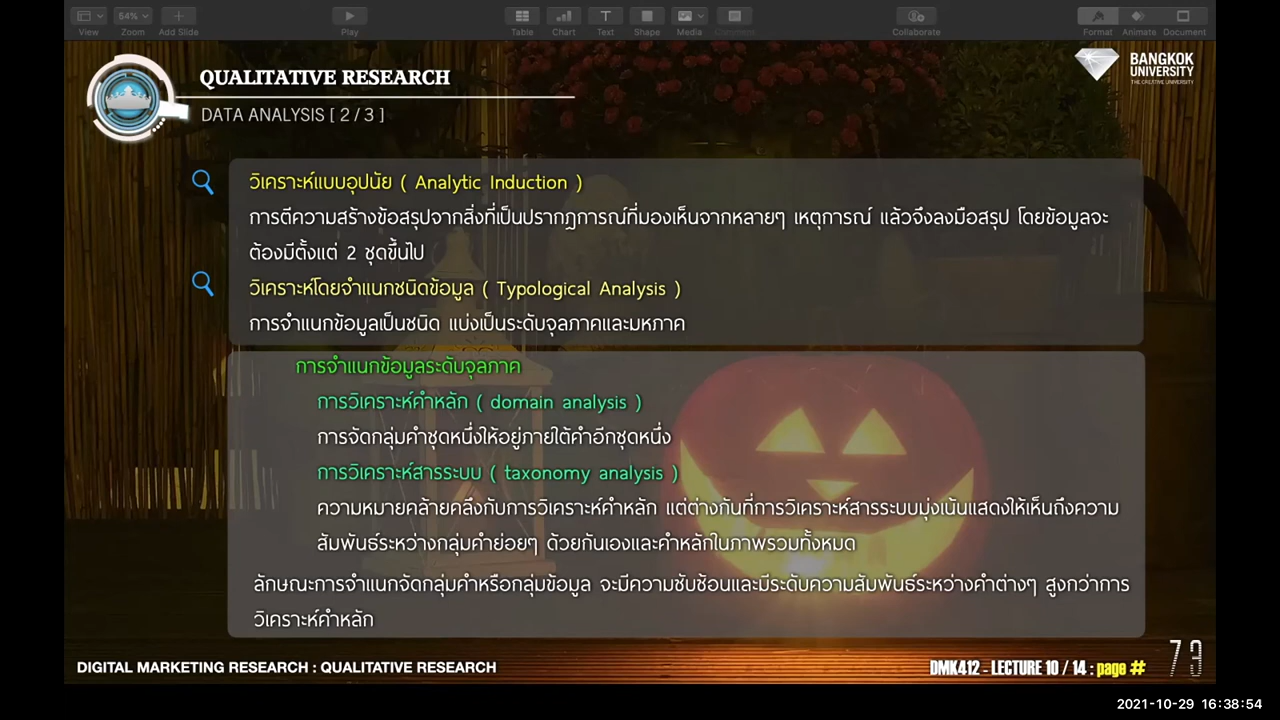 View
54%
Zoom
Add Slide
Play
Table
Chart
Text
Shape
Media
Comment
Collaborate
Format
Animate
Document
QUALITATIVE RESEARCH
DATA ANALYSIS [ 2 / 3 ]
BANGKOK
UNIVERSITY
THE CREATIVE UNIVERSITY
วิเคราะห์แบบอุปนัย ( Analytic Induction )
การตีความสร้างข้อสรุปจากสิ่งที่เป็นปรากฏการณ์ที่มองเห็นจากหลายๆ เหตุการณ์ แล้วจึงลงมือสรุป โดยข้อมูลจะ
ต้องมีตั้งแต่ 2 ชุดขึ้นไป
วิเคราะห์โดยจำแนกชนิดข้อมูล ( Typological Analysis )
การจำแนกข้อมูลเป็นชนิด แบ่งเป็นระดับจุลภาคและมหภาค
การจำแนกข้อมูลระดับจุลภาค
การวิเคราะห์คำหลัก ( domain analysis )
การจัดกลุ่มคำชุดหนึ่งให้อยู่ภายใต้คำอีกชุดหนึ่ง
การวิเคราะห์สารระบบ ( taxonomy analysis )
ความหมายคล้ายคลึงกับการวิเคราะห์คำหลัก แต่ต่างกันที่การวิเคราะห์สารระบบมุ่งเน้นแสดงให้เห็นถึงความ
สัมพันธ์ระหว่างกลุ่มคำย่อยๆ ด้วยกันเองและคำหลักในภาพรวมทั้งหมด
ลักษณะการจำแนกจัดกลุ่มคำหรือกลุ่มข้อมูล จะมีความซับซ้อนและมีระดับความสัมพันธ์ระหว่างคำต่างๆ สูงกว่าการ
วิเคราะห์คำหลัก
DIGITAL MARKETING RESEARCH : QUALITATIVE RESEARCH
DMK412 - LECTURE 10 / 14 : page #
73
2021-10-29 16:38:54